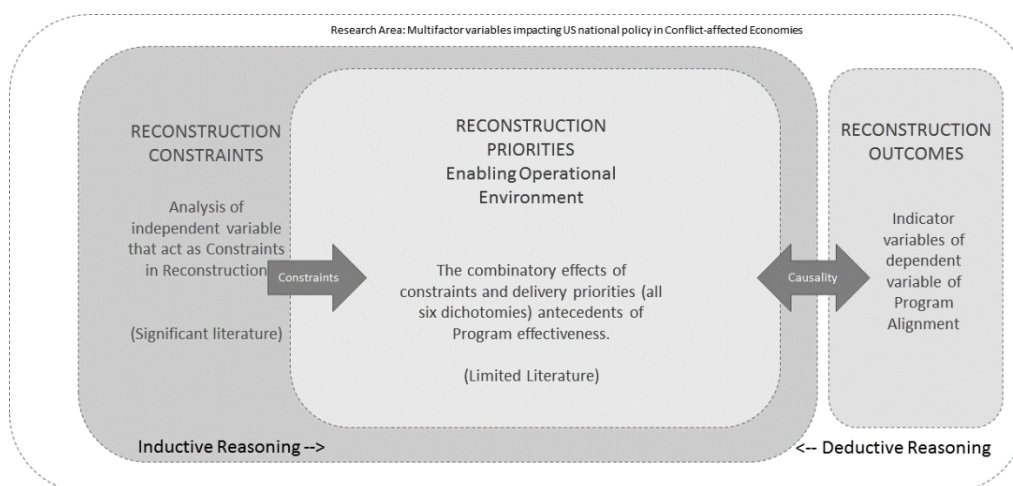 Research Area: Multifactor variables impacting US national policy in Conflict-affected Economies
RECONSTRUCTION
CONSTRAINTS
Analysis of
independent variable
that act as Constraints
in Reconstruction
(Significant literature)
Constraints
RECONSTRUCTION
PRIORITIES
Enabling Operational
Environment
The combinatory effects of
constraints and delivery priorities (all
six dichotomies) antecedents of
Program effectiveness.
(Limited Literature)
Causality
RECONSTRUCTION
OUTCOMES
Indicator
variables of
dependent
variable of
Program
Alignment
Inductive Reasoning -->
<-- Deductive Reasoning